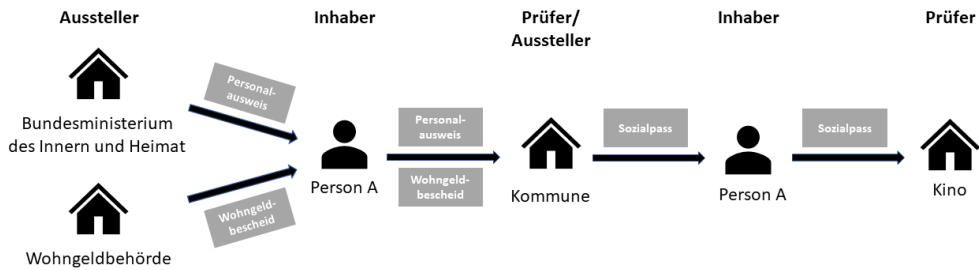 Aussteller
Inhaber
Prüfer/
Aussteller
Inhaber
Prüfer
Personal-
ausweis
Bundesministerium
des Innern und Heimat
Wohngeld-
bescheid
Wohngeldbehörde
Person A
Personal-
ausweis
Wohngeld-
bescheid
Kommune
Sozialpass
Person A
Sozialpass
Kino